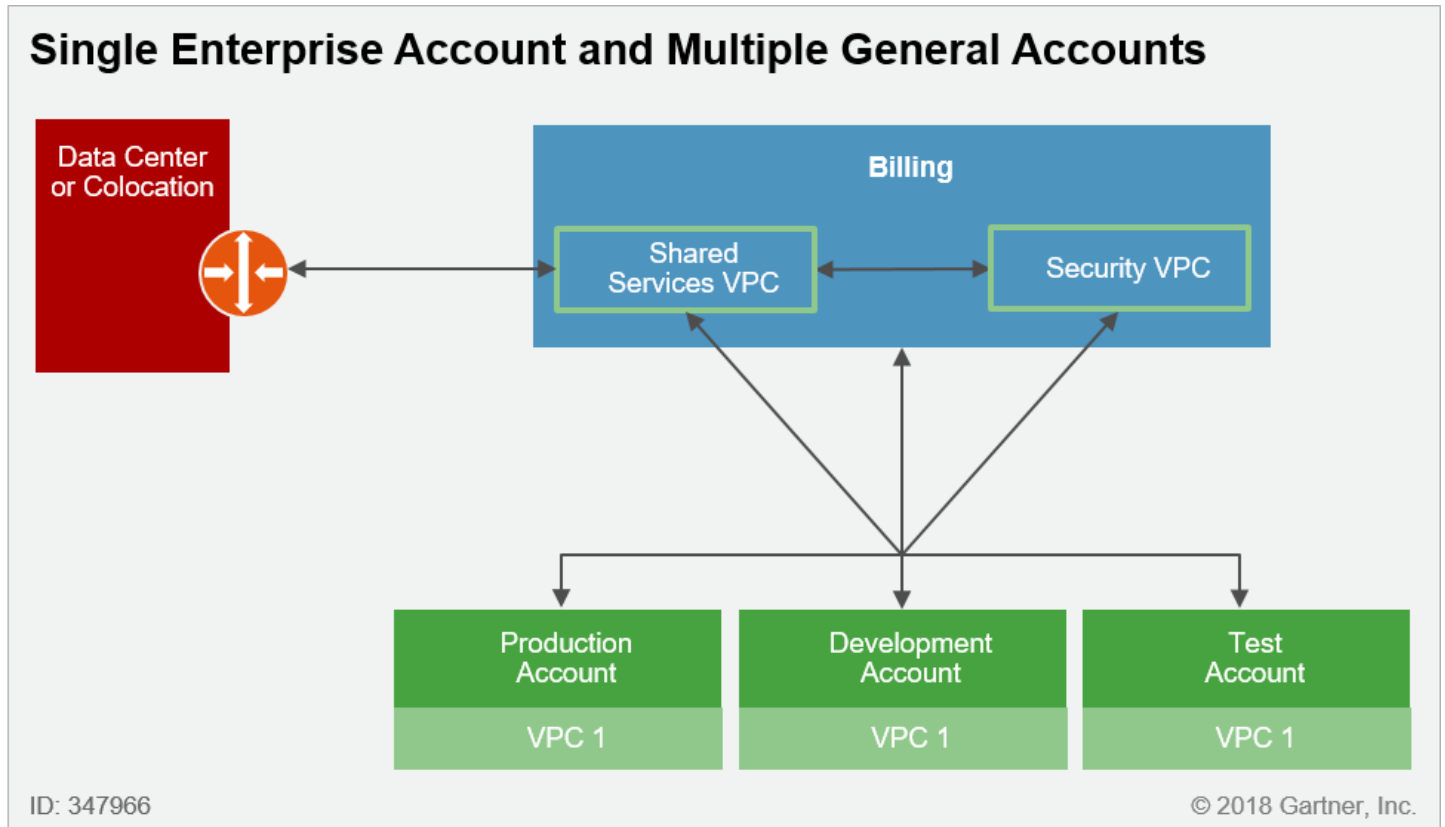 Single Enterprise Account and Multiple General Accounts
Data Center
or Colocation
Billing
Shared
Services VPC
Security VPC
Production
Account
Development
Account
Test
Account
VPC 1
VPC 1
VPC 1
ID: 347966
© 2018 Gartner, Inc.